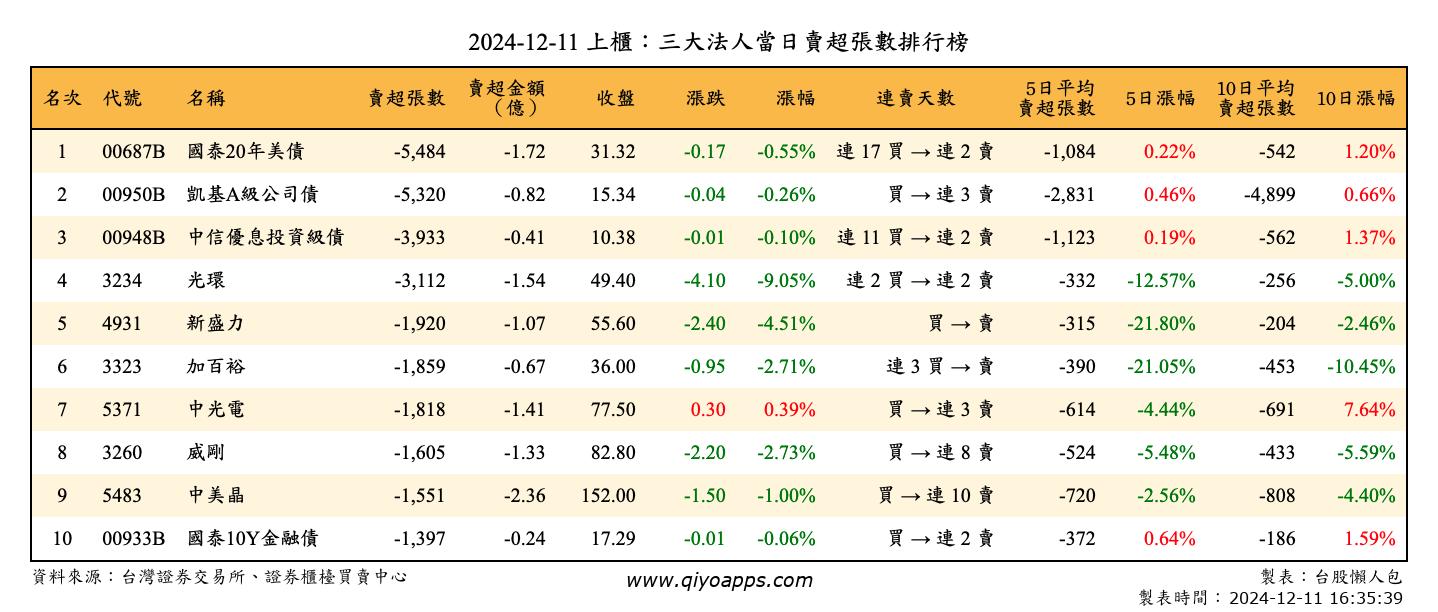 2024-12-11 上櫃：三大法人當日賣超張數排行榜
名次 代號 名稱 賣超張數 賣超金額（億） 收盤 漲跌 漲幅 連賣天數 5日平均賣超張數 5日漲幅 10日平均賣超張數 10日漲幅
1 00687B 國泰20年美債 -5,484 -1.72 31.32 -0.17 -0.55% 連 17 買 → 連 2 賣 -1,084 0.22% -542 1.20%
2 00950B 凱基A級公司債 -5,320 -0.82 15.34 -0.04 -0.26% 買 → 連 3 賣 -2,831 0.46% -4,899 0.66%
3 00948B 中信優息投資級債 -3,933 -0.41 10.38 -0.01 -0.10% 連 11 買 → 連 2 賣 -1,123 0.19% -562 1.37%
4 3234 光環 -3,112 -1.54 49.40 -4.10 -9.05% 連 2 買 → 連 2 賣 -332 -12.57% -256 -5.00%
5 4931 新盛力 -1,920 -1.07 55.60 -2.40 -4.51% 買 → 賣 -315 -21.80% -204 -2.46%
6 3323 加百裕 -1,859 -0.67 36.00 -0.95 -2.71% 連 3 買 → 賣 -390 -21.05% -453 -10.45%
7 5371 中光電 -1,818 -1.41 77.50 0.30 0.39% 買 → 連 3 賣 -614 -4.44% -691 7.64%
8 3260 威剛 -1,605 -1.33 82.80 -2.20 -2.73% 買 → 連 8 賣 -524 -5.48% -433 -5.59%
9 5483 中美晶 -1,551 -2.36 152.00 -1.50 -1.00% 買 → 連 10 賣 -720 -2.56% -808 -4.40%
10 00933B 國泰10Y金融債 -1,397 -0.24 17.29 -0.01 -0.06% 買 → 連 2 賣 -372 0.64% -186 1.59%
資料來源：台灣證券交易所、證券櫃檯買賣中心 www.qiyoapps.com 製表：台股懶人包
製表時間：2024-12-11 16:35:39